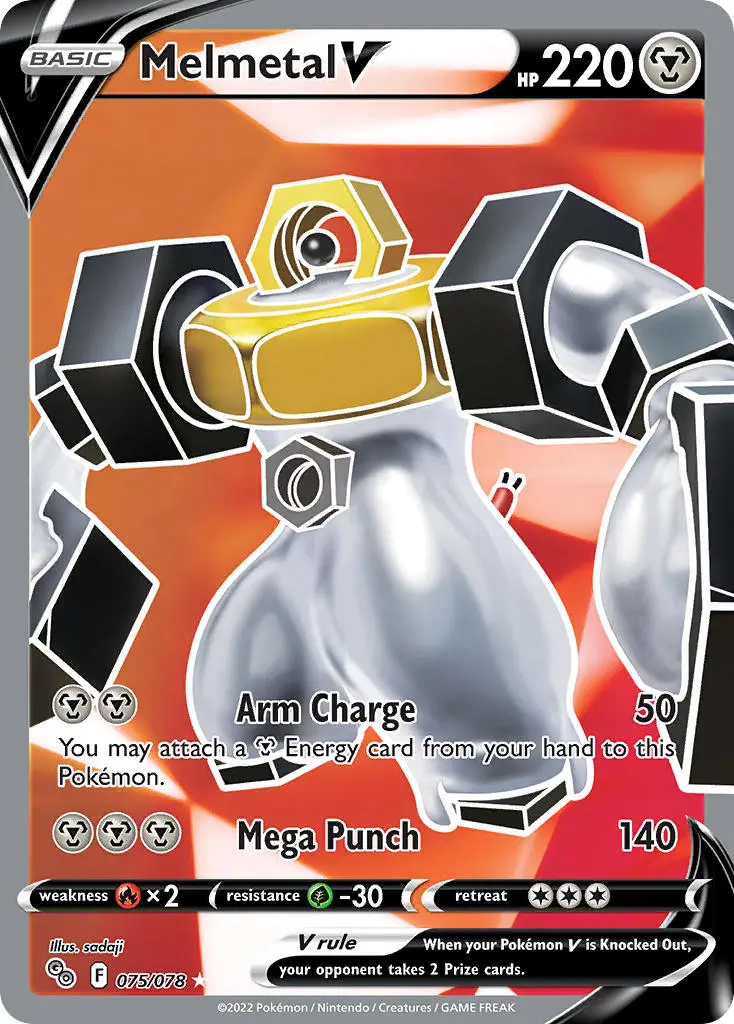 BASIC Melmetal V HP 220
Arm Charge 50
You may attach a Energy card from your hand to this
Pokémon.
Mega Punch 140
weakness ×2 resistance -30 retreat
Illus. sadaji
V rule When your Pokémon V is Knocked Out,
your opponent takes 2 Prize cards.
GO F 075/078
©2022 Pokémon / Nintendo / Creatures / GAME FREAK